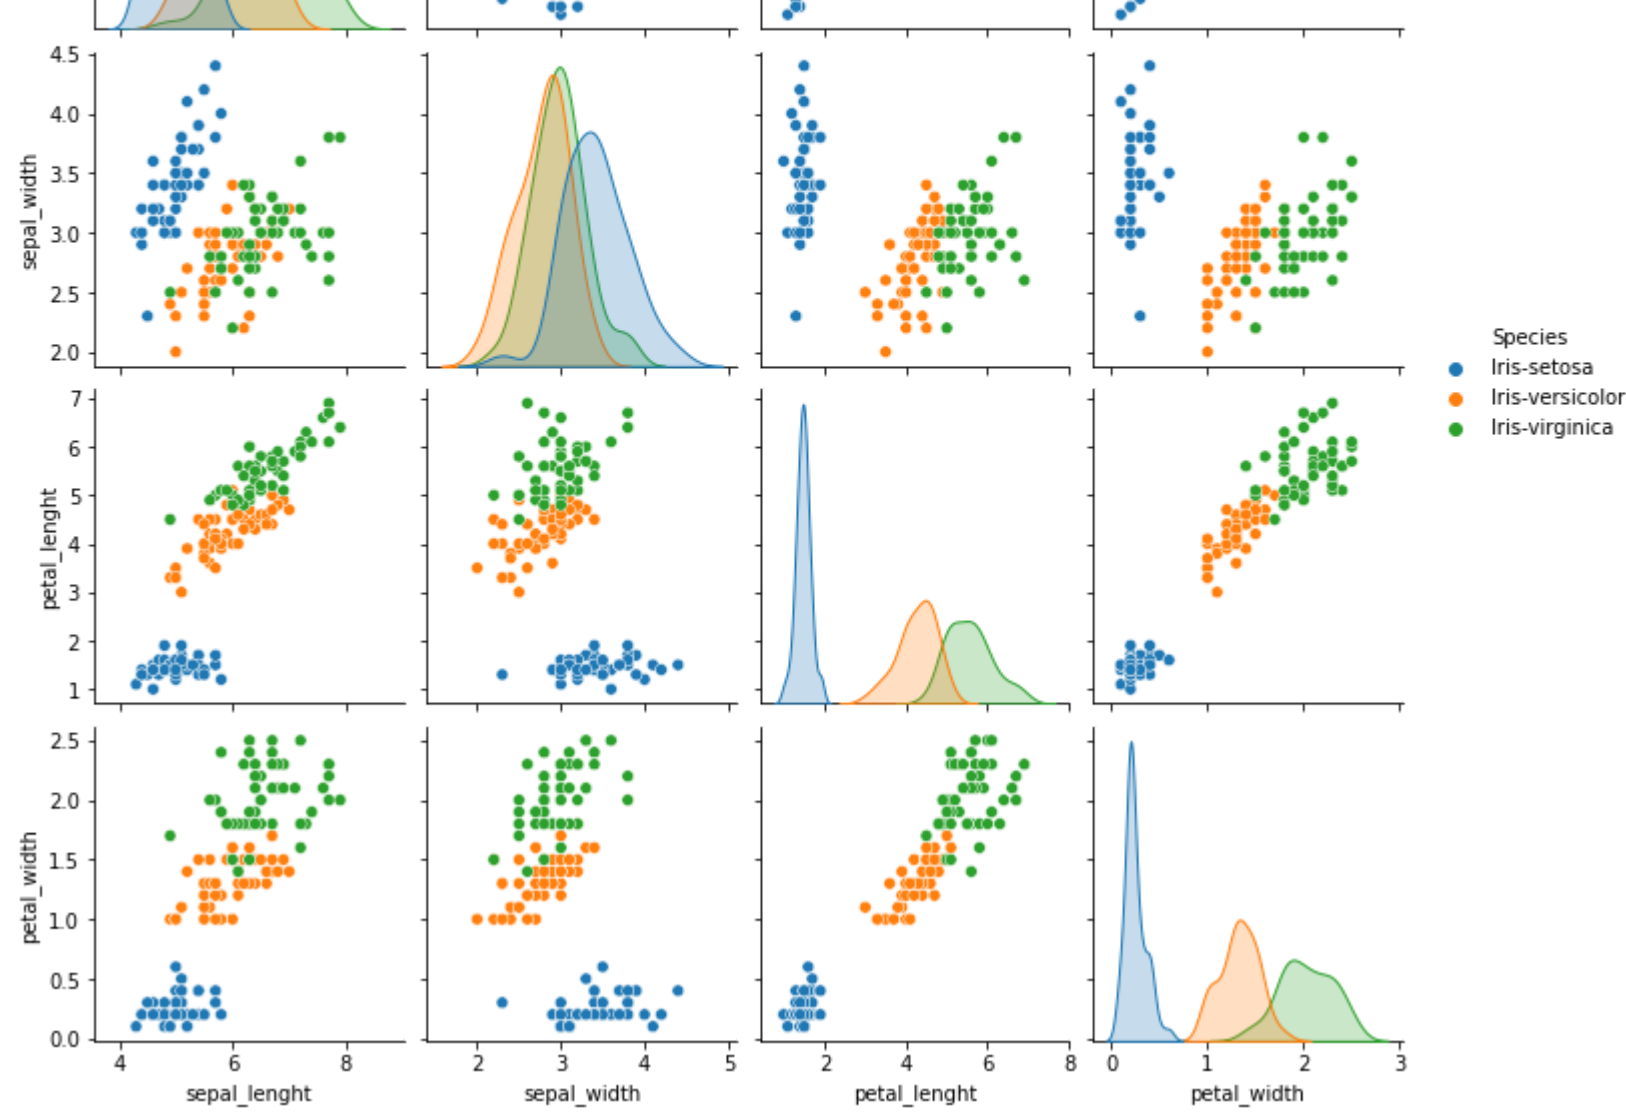 4.5
4.0
3.5
3.0
2.5
2.0
sepal_width
Species
Iris-setosa
Iris-versicolor
Iris-virginica
7
6
5
4
3
2
1
petal_lenght
2.5
2.0
1.5
1.0
0.5
0.0
petal_width
4 6 8 2 3 4 5 2 4 6 8 0 1 2 3
sepal_lenght sepal_width petal_lenght petal_width